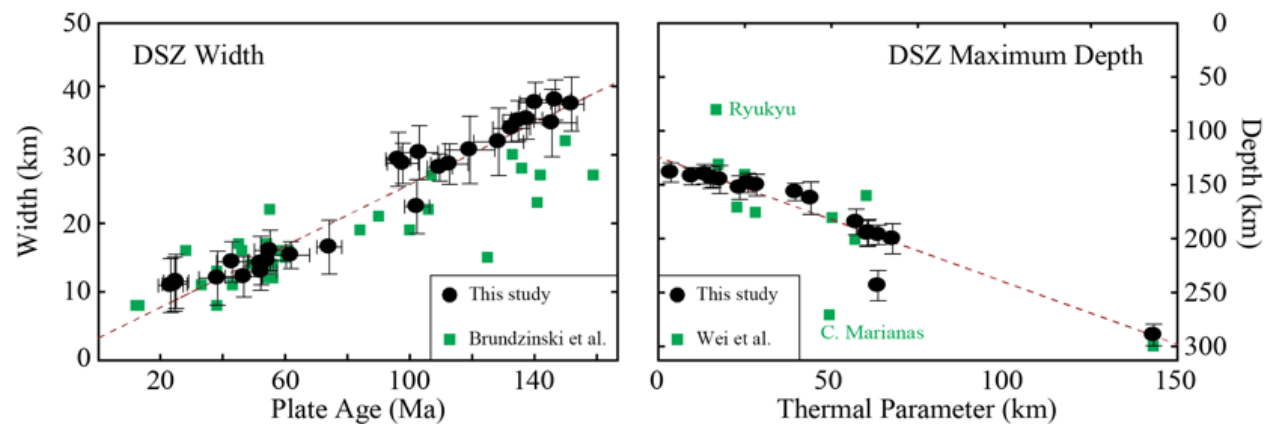 DSZ Width
Width (km)
50
40
30
20
10
0
This study
Brundzinski et al.
20
60
100
140
Plate Age (Ma)
DSZ Maximum Depth
Ryukyu
C. Marianas
This study
Wei et al.
0
50
100
150
Thermal Parameter (km)
0
50
100
150
200
250
300
Depth (km)